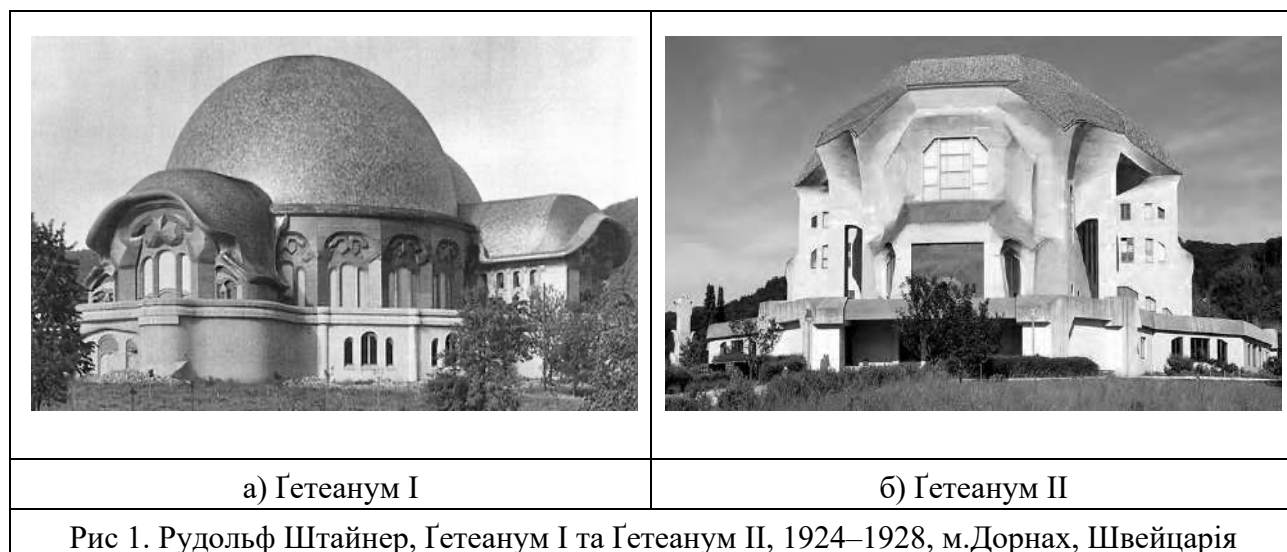 а) Ґетеанум I
б) Ґетеанум II
Рис 1. Рудольф Штайнер, Ґетеанум I та Ґетеанум II, 1924–1928, м.Дорнах, Швейцарія